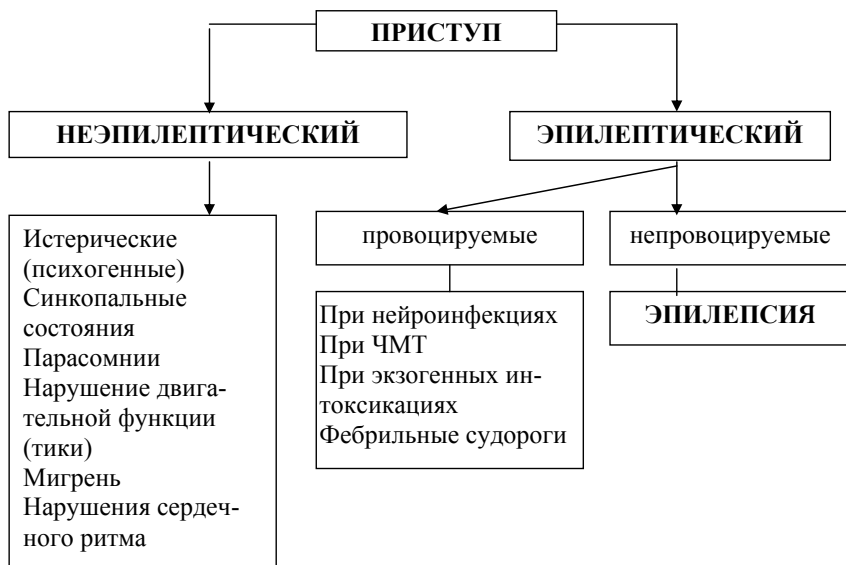 ПРИСТУП
НЕЭПИЛЕПТИЧЕСКИЙ
ЭПИЛЕПТИЧЕСКИЙ
Истерические
(психогенные)
Синкопальные
состояния
Парасомнии
Нарушение двига-
тельной функции
(тики)
Мигрень
Нарушения сердеч-
ного ритма
провоцируемые
При нейроинфекциях
При ЧМТ
При экзогенных ин-
токсикациях
Фебрильные судороги
непровоцируемые
ЭПИЛЕПСИЯ